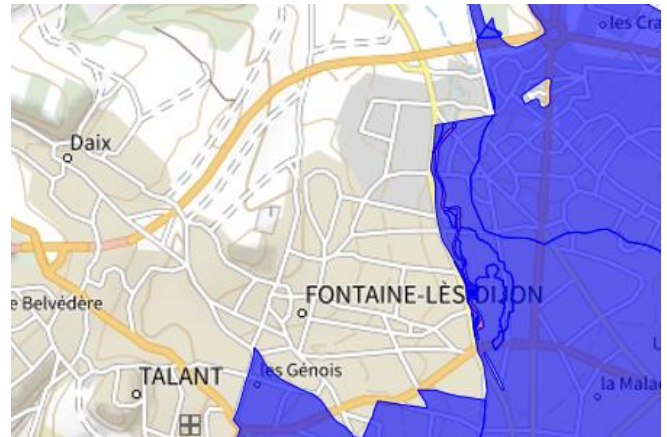 les Cra
Daix
e Belvédère
FONTAINE-LÈS-DIJON
les Génois
TALANT
U
la Malad